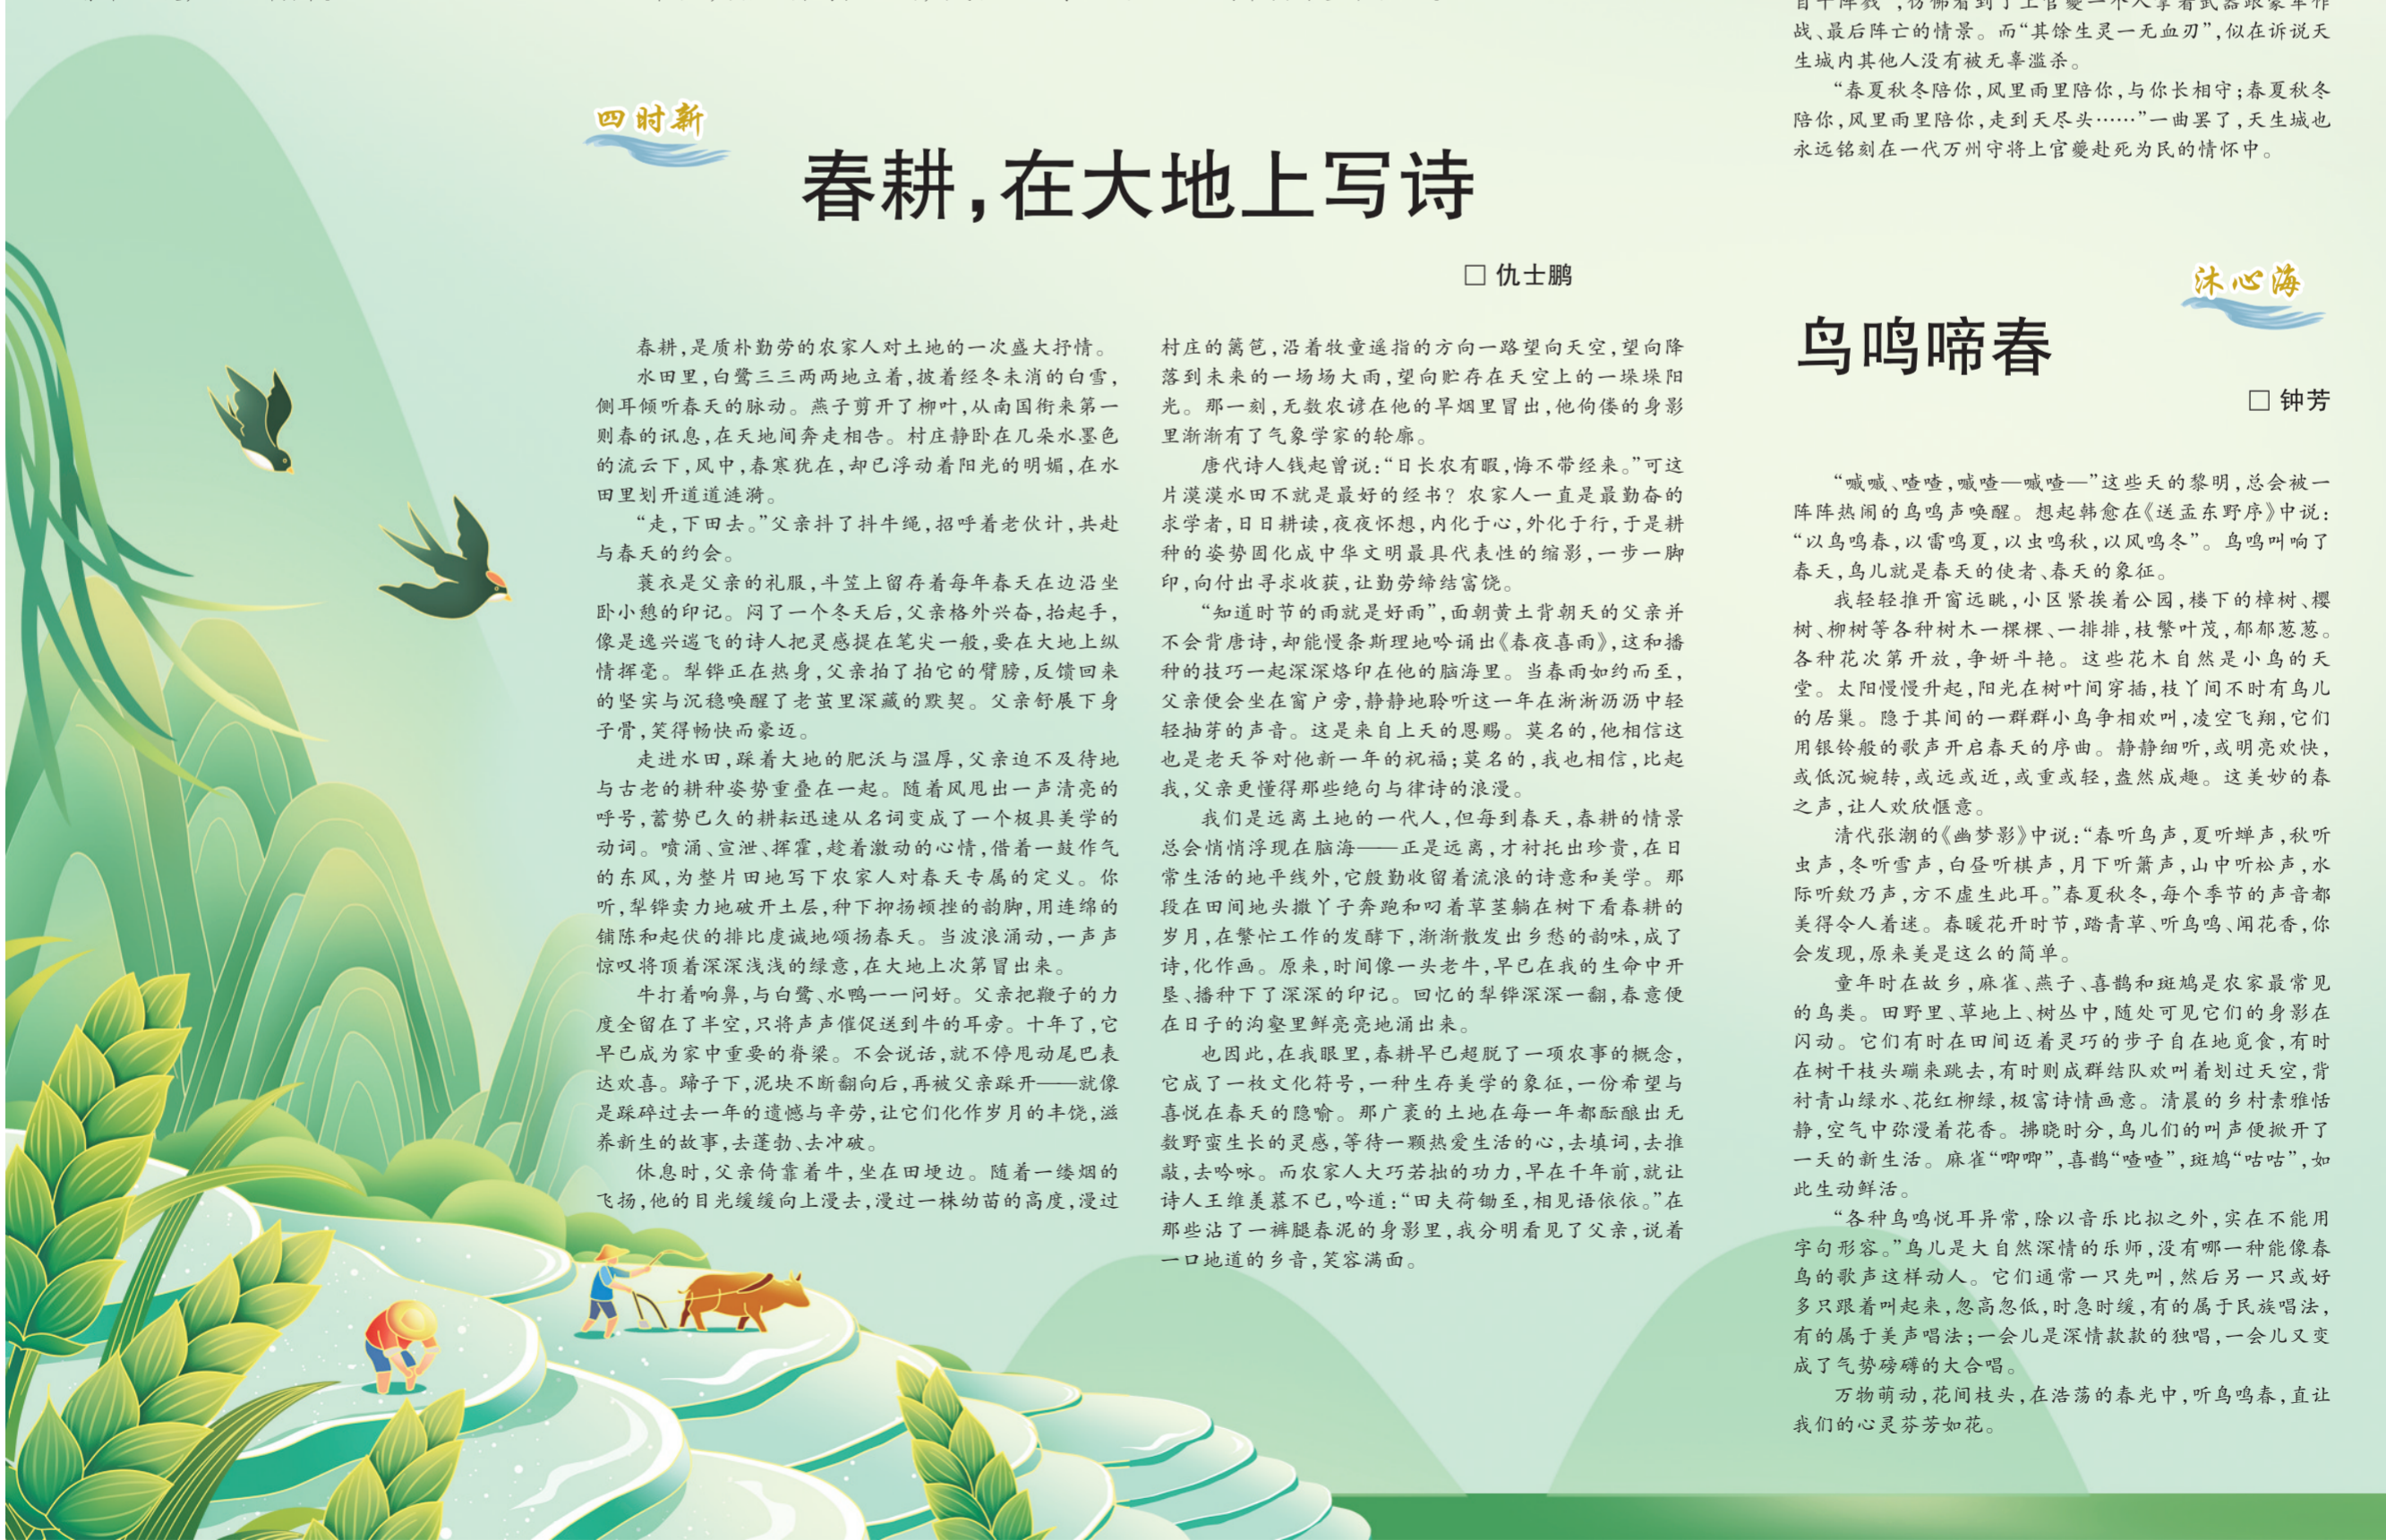 战、最后阵亡的情景。而“其馀生灵一无血刃”,似在诉说天
生城内其他人没有被无辜滥杀。
“春夏秋冬陪你,风里雨里陪你,与你长相守;春夏秋冬
陪你,风里雨里陪你,走到天尽头……”一曲罢了,天生城也
永远铭刻在一代万州守将上官夔赴死为民的情怀中。
四时新
春耕,在大地上写诗
□ 仇士鹏
春耕,是质朴勤劳的农家人对土地的一次盛大抒情。
水田里,白鹭三三两两地立着,披着经冬未消的白雪,
侧耳倾听春天的脉动。燕子剪开了柳叶,从南国衔来第一
则春的讯息,在天地间奔走相告。村庄静卧在几朵水墨色
的流云下,风中,春寒犹在,却已浮动着阳光的明媚,在水
田里划开道道涟漪。
“走,下田去。”父亲抖了抖牛绳,招呼着老伙计,共赴
与春天的约会。
蓑衣是父亲的礼服,斗笠上留存着每年春天在边沿坐
卧小憩的印记。闷了一个冬天后,父亲格外兴奋,抬起手,
像是逸兴遄飞的诗人把灵感提在笔尖一般,要在大地上纵
情挥毫。犁铧正在热身,父亲拍了拍它的臂膀,反馈回来
的坚实与沉稳唤醒了老茧里深藏的默契。父亲舒展下身
子骨,笑得畅快而豪迈。
走进水田,踩着大地的肥沃与温厚,父亲迫不及待地
与古老的耕种姿势重叠在一起。随着风甩出一声清亮的
呼号,蓄势已久的耕耘迅速从名词变成了一个极具美学的
动词。喷涌、宣泄、挥霍,趁着激动的心情,借着一鼓作气
的东风,为整片田地写下农家人对春天专属的定义。你
听,犁铧卖力地破开土层,种下抑扬顿挫的韵脚,用连绵的
铺陈和起伏的排比虔诚地颂扬春天。当波浪涌动,一声声
惊叹将顶着深深浅浅的绿意,在大地上次第冒出来。
牛打着响鼻,与白鹭、水鸭一一问好。父亲把鞭子的力
度全留在了半空,只将声声催促送到牛的耳旁。十年了,它
早已成为家中重要的脊梁。不会说话,就不停甩动尾巴表
达欢喜。蹄子下,泥块不断翻向后,再被父亲踩开——就像
是踩碎过去一年的遗憾与辛劳,让它们化作岁月的丰饶,滋
养新生的故事,去蓬勃、去冲破。
休息时,父亲倚靠着牛,坐在田埂边。随着一缕烟的
飞扬,他的目光缓缓向上漫去,漫过一株幼苗的高度,漫过
村庄的篱笆,沿着牧童遥指的方向一路望向天空,望向降
落到未来的一场场大雨,望向贮存在天空上的一垛垛阳
光。那一刻,无数农谚在他的旱烟里冒出,他佝偻的身影
里渐渐有了气象学家的轮廓。
唐代诗人钱起曾说:“日长农有暇,悔不带经来。”可这
片漠漠水田不就是最好的经书？农家人一直是最勤奋的
求学者,日日耕读,夜夜怀想,内化于心,外化于行,于是耕
种的姿势固化成中华文明最具代表性的缩影,一步一脚
印,向付出寻求收获,让勤劳缔结富饶。
“知道时节的雨就是好雨”,面朝黄土背朝天的父亲并
不会背唐诗,却能慢条斯理地吟诵出《春夜喜雨》,这和播
种的技巧一起深深烙印在他的脑海里。当春雨如约而至,
父亲便会坐在窗户旁,静静地聆听这一年在淅淅沥沥中轻
轻抽芽的声音。这是来自上天的恩赐。莫名的,他相信这
也是老天爷对他新一年的祝福;莫名的,我也相信,比起
我,父亲更懂得那些绝句与律诗的浪漫。
我们是远离土地的一代人,但每到春天,春耕的情景
总会悄悄浮现在脑海——正是远离,才衬托出珍贵,在日
常生活的地平线外,它殷勤收留着流浪的诗意和美学。那
段在田间地头撒丫子奔跑和叼着草茎躺在树下看春耕的
岁月,在繁忙工作的发酵下,渐渐散发出乡愁的韵味,成了
诗,化作画。原来,时间像一头老牛,早已在我的生命中开
垦、播种下了深深的印记。回忆的犁铧深深一翻,春意便
在日子的沟壑里鲜亮亮地涌出来。
也因此,在我眼里,春耕早已超脱了一项农事的概念,
它成了一枚文化符号,一种生存美学的象征,一份希望与
喜悦在春天的隐喻。那广袤的土地在每一年都酝酿出无
数野蛮生长的灵感,等待一颗热爱生活的心,去填词,去推
敲,去吟咏。而农家人大巧若拙的功力,早在千年前,就让
诗人王维羡慕不已,吟道:“田夫荷锄至,相见语依依。”在
那些沾了一裤腿春泥的身影里,我分明看见了父亲,说着
一口地道的乡音,笑容满面。
沐心海
鸟鸣啼春
□ 钟芳
“喊喊、喳喳,喊喳—喊喳—”这些天的黎明,总会被一
阵阵热闹的鸟鸣声唤醒。想起韩愈在《送孟东野序》中说:
“以鸟鸣春,以雷鸣夏,以虫鸣秋,以风鸣冬”。鸟鸣叫响了
春天,鸟儿就是春天的使者、春天的象征。
我轻轻推开窗远眺,小区紧挨着公园,楼下的樟树、樱
树、柳树等各种树木一棵棵、一排排,枝繁叶茂,郁郁葱葱。
各种花次第开放,争妍斗艳。这些花木自然是小鸟的天
堂。太阳慢慢升起,阳光在树叶间穿插,枝丫间不时有鸟儿
的居巢。隐于其间的一群群小鸟争相欢叫,凌空飞翔,它们
用银铃般的歌声开启春天的序曲。静静细听,或明亮欢快,
或低沉婉转,或远或近,或重或轻,盎然成趣。这美妙的春
之声,让人欢欣惬意。
清代张潮的《幽梦影》中说:“春听鸟声,夏听蝉声,秋听
虫声,冬听雪声,白昼听棋声,月下听箫声,山中听松声,水
际听欸乃声,方不虚生此耳。”春夏秋冬,每个季节的声音都
美得令人着迷。春暖花开时节,踏青草、听鸟鸣、闻花香,你
会发现,原来美是这么的简单。
童年时在故乡,麻雀、燕子、喜鹊和斑鸠是农家最常见
的鸟类。田野里、草地上、树丛中,随处可见它们的身影在
闪动。它们有时在田间迈着灵巧的步子自在地觅食,有时
在树干枝头蹦来跳去,有时则成群结队欢叫着划过天空,背
衬青山绿水、花红柳绿,极富诗情画意。清晨的乡村素雅恬
静,空气中弥漫着花香。拂晓时分,鸟儿们的叫声便掀开了
一天的新生活。麻雀“唧唧”,喜鹊“喳喳”,斑鸠“咕咕”,如
此生动鲜活。
“各种鸟鸣悦耳异常,除以音乐比拟之外,实在不能用
字句形容。”鸟儿是大自然深情的乐师,没有哪一种能像春
鸟的歌声这样动人。它们通常一只先叫,然后另一只或好
多只跟着叫起来,忽高忽低,时急时缓,有的属于民族唱法,
有的属于美声唱法;一会儿是深情款款的独唱,一会儿又变
成了气势磅礴的大合唱。
万物萌动,花间枝头,在浩荡的春光中,听鸟鸣春,直让
我们的心灵芬芳如花。